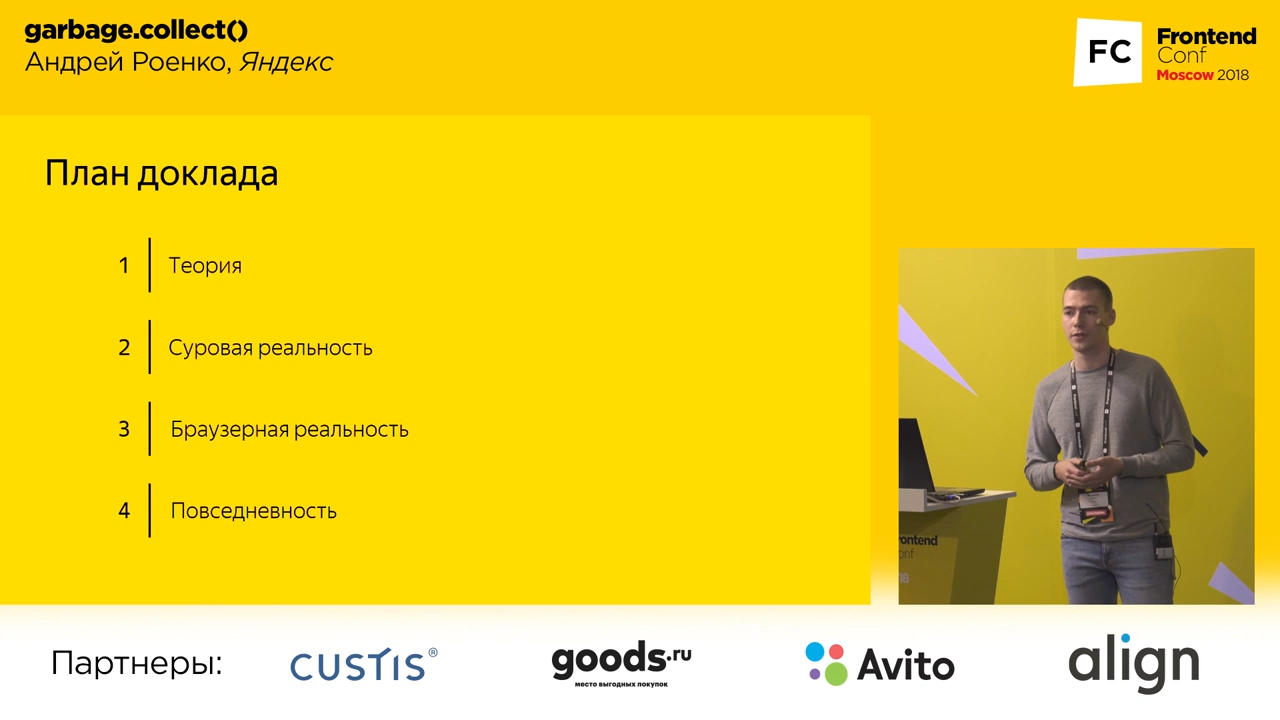 garbage.collect()
Андрей Роенко, Яндекс
FC
Frontend
Conf
Moscow 2018
План доклада
1 Теория
2 Суровая реальность
3 Браузерная реальность
4 Повседневность
Партнеры:
CUSTIS®
goods.ru
место выгодных покупок
Avito
align